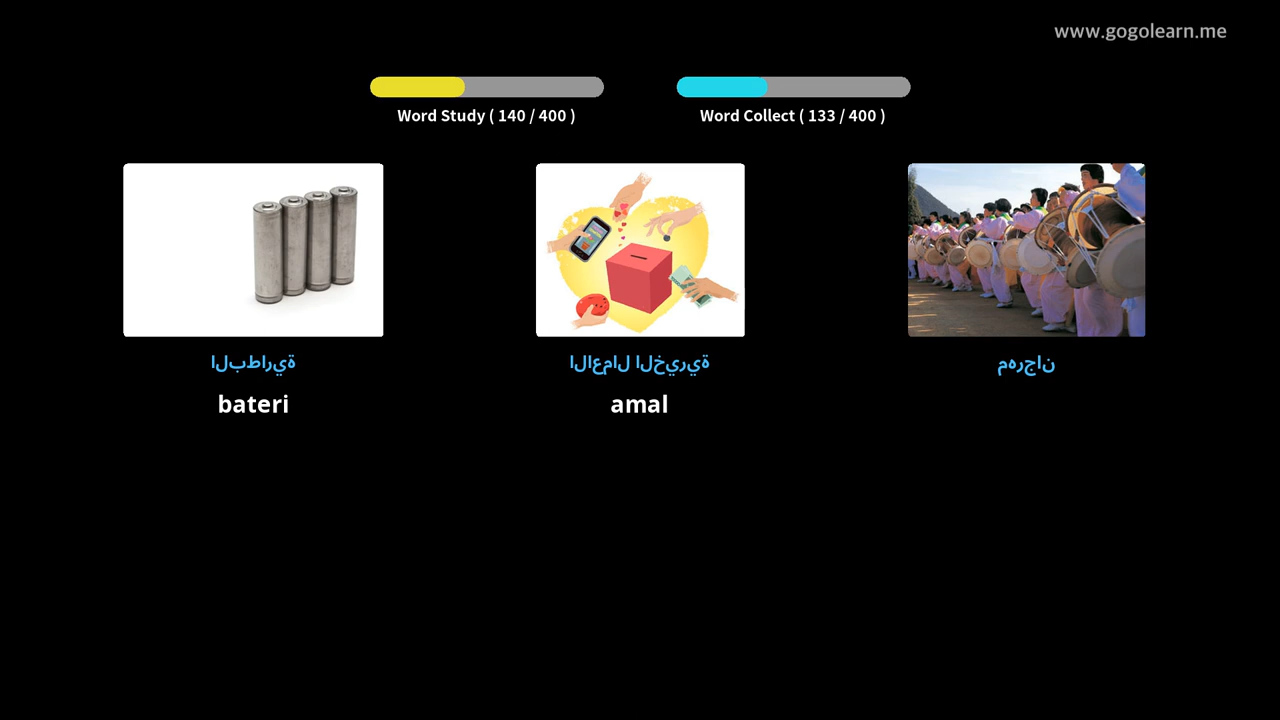 www.gogolearn.me
Word Study ( 140 / 400 )
Word Collect ( 133 / 400 )
البطارية
bateri
الاعمال الخيرية
amal
مهرجان